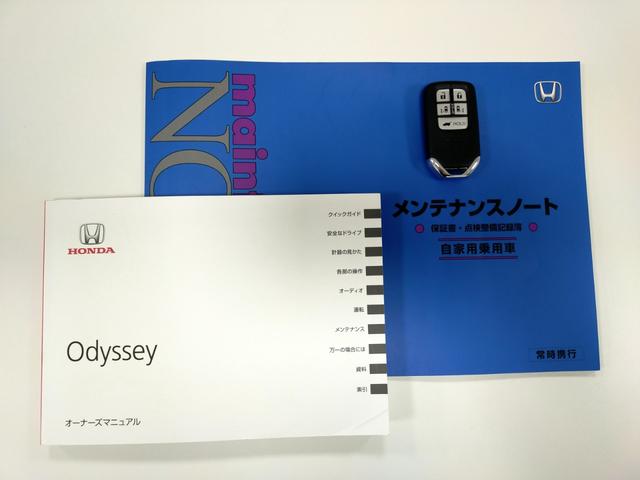 main
NO
メンテナンスノート
保証書・点検整備記録簿
自家用乗用車
常時携行
HOLD
HONDA
Odyssey
オーナーズマニュアル
クイックガイド
安全なドライブ
計器の見かた
各部の操作
オーディオ
運転
メンテナンス
万一の場合には
資料
索引